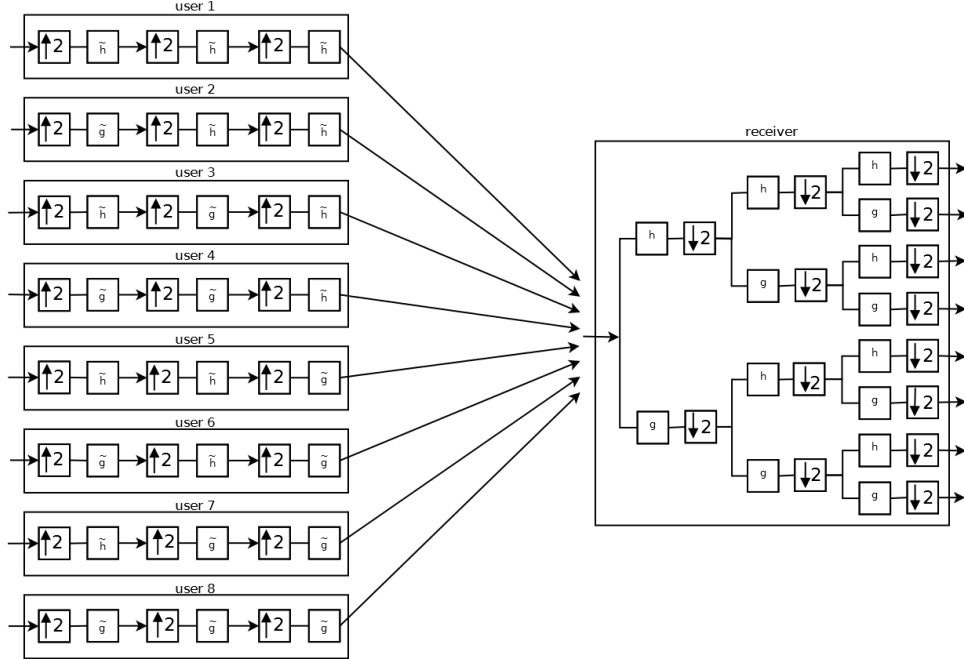 user 1
↑2 h̃ ↑2 h̃ ↑2 h̃
user 2
↑2 g̃ ↑2 h̃ ↑2 h̃
user 3
↑2 h̃ ↑2 g̃ ↑2 h̃
user 4
↑2 g̃ ↑2 g̃ ↑2 h̃
user 5
↑2 h̃ ↑2 h̃ ↑2 g̃
user 6
↑2 g̃ ↑2 h̃ ↑2 g̃
user 7
↑2 h̃ ↑2 g̃ ↑2 g̃
user 8
↑2 g̃ ↑2 g̃ ↑2 g̃
receiver
h ↓2
h ↓2
h ↓2
g ↓2
g ↓2
h ↓2
g ↓2
g ↓2
h ↓2
h ↓2
g ↓2
g ↓2
h ↓2
g ↓2